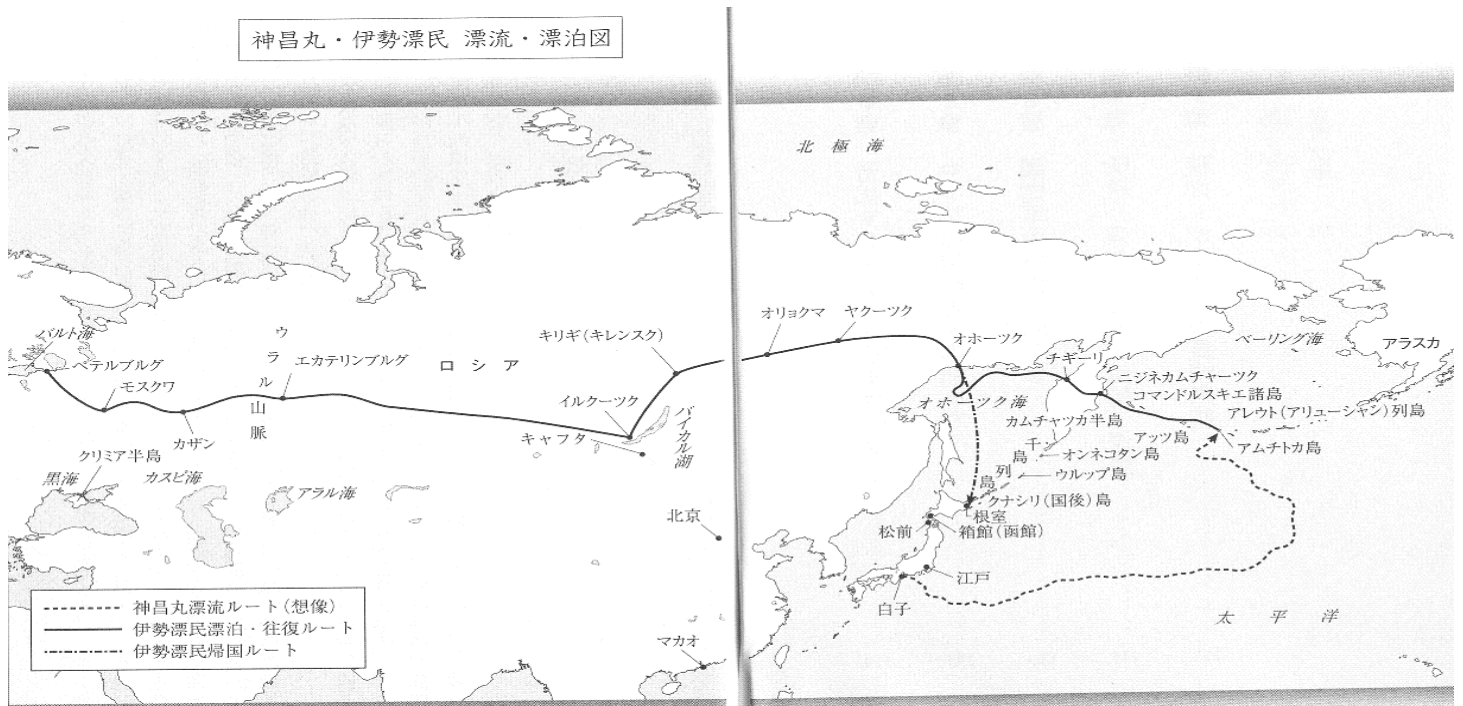 神昌丸・伊勢漂民 漂流・漂泊図
北極海
バルト海
ペテルブルグ
モスクワ
カザン
ウラル山脈
エカテリンブルグ
ロシア
キリギ(キレンスク)
イルクーツク
キャフタ
バイカル湖
クリミア半島
黒海
カスピ海
アラル海
北京
マカオ
オリョクマ
ヤクーツク
オホーツク
オホーツク海
チギーリ
ベーリング海
アラスカ
ニジネカムチャーツク
コマンドルスキエ諸島
アレウト(アリューシャン)列島
カムチャツカ半島
アッツ島
アムチトカ島
千島列島
オンネコタン島
ウルップ島
クナシリ(国後)島
根室
松前
箱館(函館)
江戸
白子
太平洋
神昌丸漂流ルート(想像)
伊勢漂民漂泊・往復ルート
伊勢漂民帰国ルート